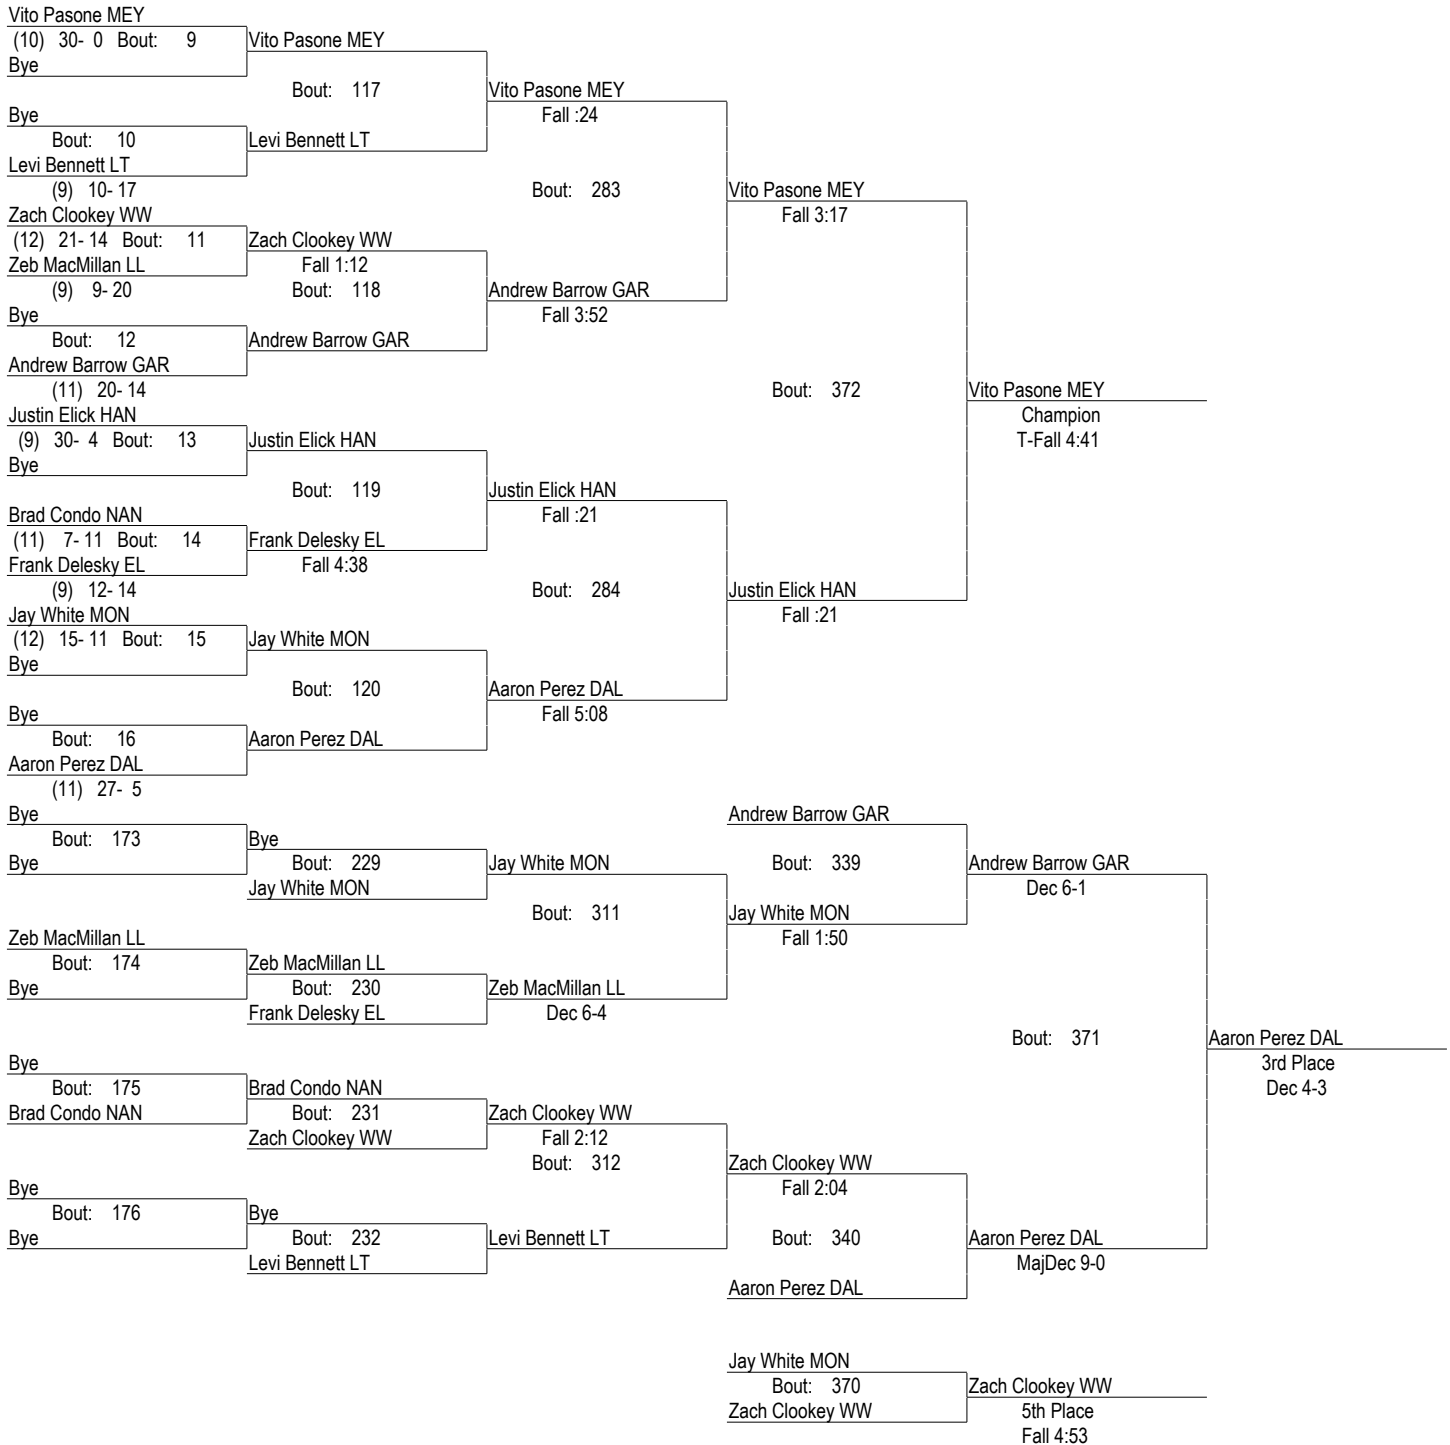 Vito Pasone MEY
(10) 30- 0 Bout: 9 Vito Pasone MEY
Bye
Bout: 117 Vito Pasone MEY
Bye Fall :24
Bout: 10 Levi Bennett LT
Levi Bennett LT
(9) 10- 17 Bout: 283 Vito Pasone MEY
Zach Clookey WW Fall 3:17
(12) 21- 14 Bout: 11 Zach Clookey WW
Zeb MacMillan LL Fall 1:12
(9) 9- 20 Bout: 118 Andrew Barrow GAR
Bye Fall 3:52
Bout: 12 Andrew Barrow GAR
Andrew Barrow GAR
(11) 20- 14 Bout: 372 Vito Pasone MEY
Justin Elick HAN Champion
(9) 30- 4 Bout: 13 Justin Elick HAN T-Fall 4:41
Bye
Bout: 119 Justin Elick HAN
Brad Condo NAN Fall :21
(11) 7- 11 Bout: 14 Frank Delesky EL
Frank Delesky EL Fall 4:38
(9) 12- 14 Bout: 284 Justin Elick HAN
Jay White MON Fall :21
(12) 15- 11 Bout: 15 Jay White MON
Bye
Bout: 120 Aaron Perez DAL
Bye Fall 5:08
Bout: 16 Aaron Perez DAL
Aaron Perez DAL
(11) 27- 5
Bye Andrew Barrow GAR
Bout: 173 Bye
Bye Bout: 229 Jay White MON Bout: 339 Andrew Barrow GAR
Jay White MON Dec 6-1
Bout: 311 Jay White MON
Zeb MacMillan LL Fall 1:50
Bout: 174 Zeb MacMillan LL
Bye Bout: 230 Zeb MacMillan LL
Frank Delesky EL Dec 6-4
Bout: 371 Aaron Perez DAL
Bye 3rd Place
Bout: 175 Brad Condo NAN Dec 4-3
Brad Condo NAN Bout: 231 Zach Clookey WW
Zach Clookey WW Fall 2:12
Bout: 312 Zach Clookey WW
Bye Fall 2:04
Bout: 176 Bye
Bye Bout: 232 Levi Bennett LT Bout: 340 Aaron Perez DAL
Levi Bennett LT MajDec 9-0
Aaron Perez DAL
Jay White MON
Bout: 370 Zach Clookey WW
Zach Clookey WW 5th Place
Fall 4:53